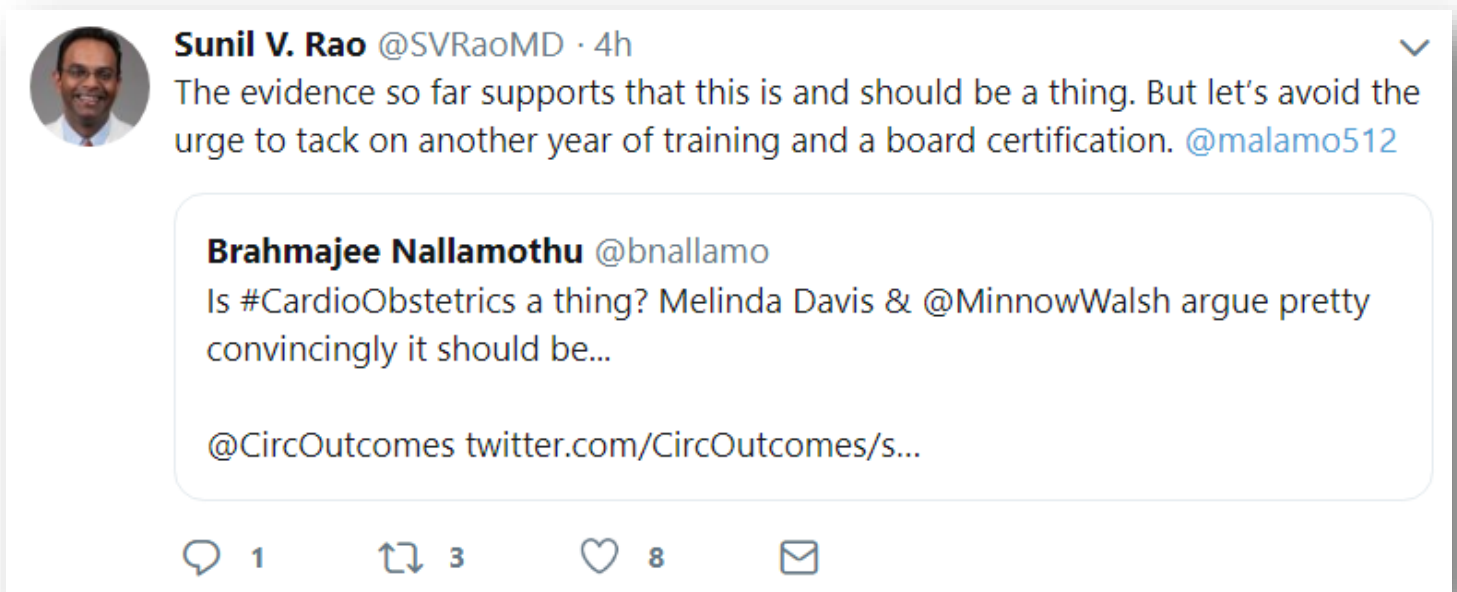 Sunil V. Rao @SVRaoMD · 4h
The evidence so far supports that this is and should be a thing. But let’s avoid the
urge to tack on another year of training and a board certification. @malamo512
Brahmajee Nallamothu @bnallamo
Is #CardioObstetrics a thing? Melinda Davis & @MinnowWalsh argue pretty
convincingly it should be...
@CircOutcomes twitter.com/CircOutcomes/s...
1 3 8